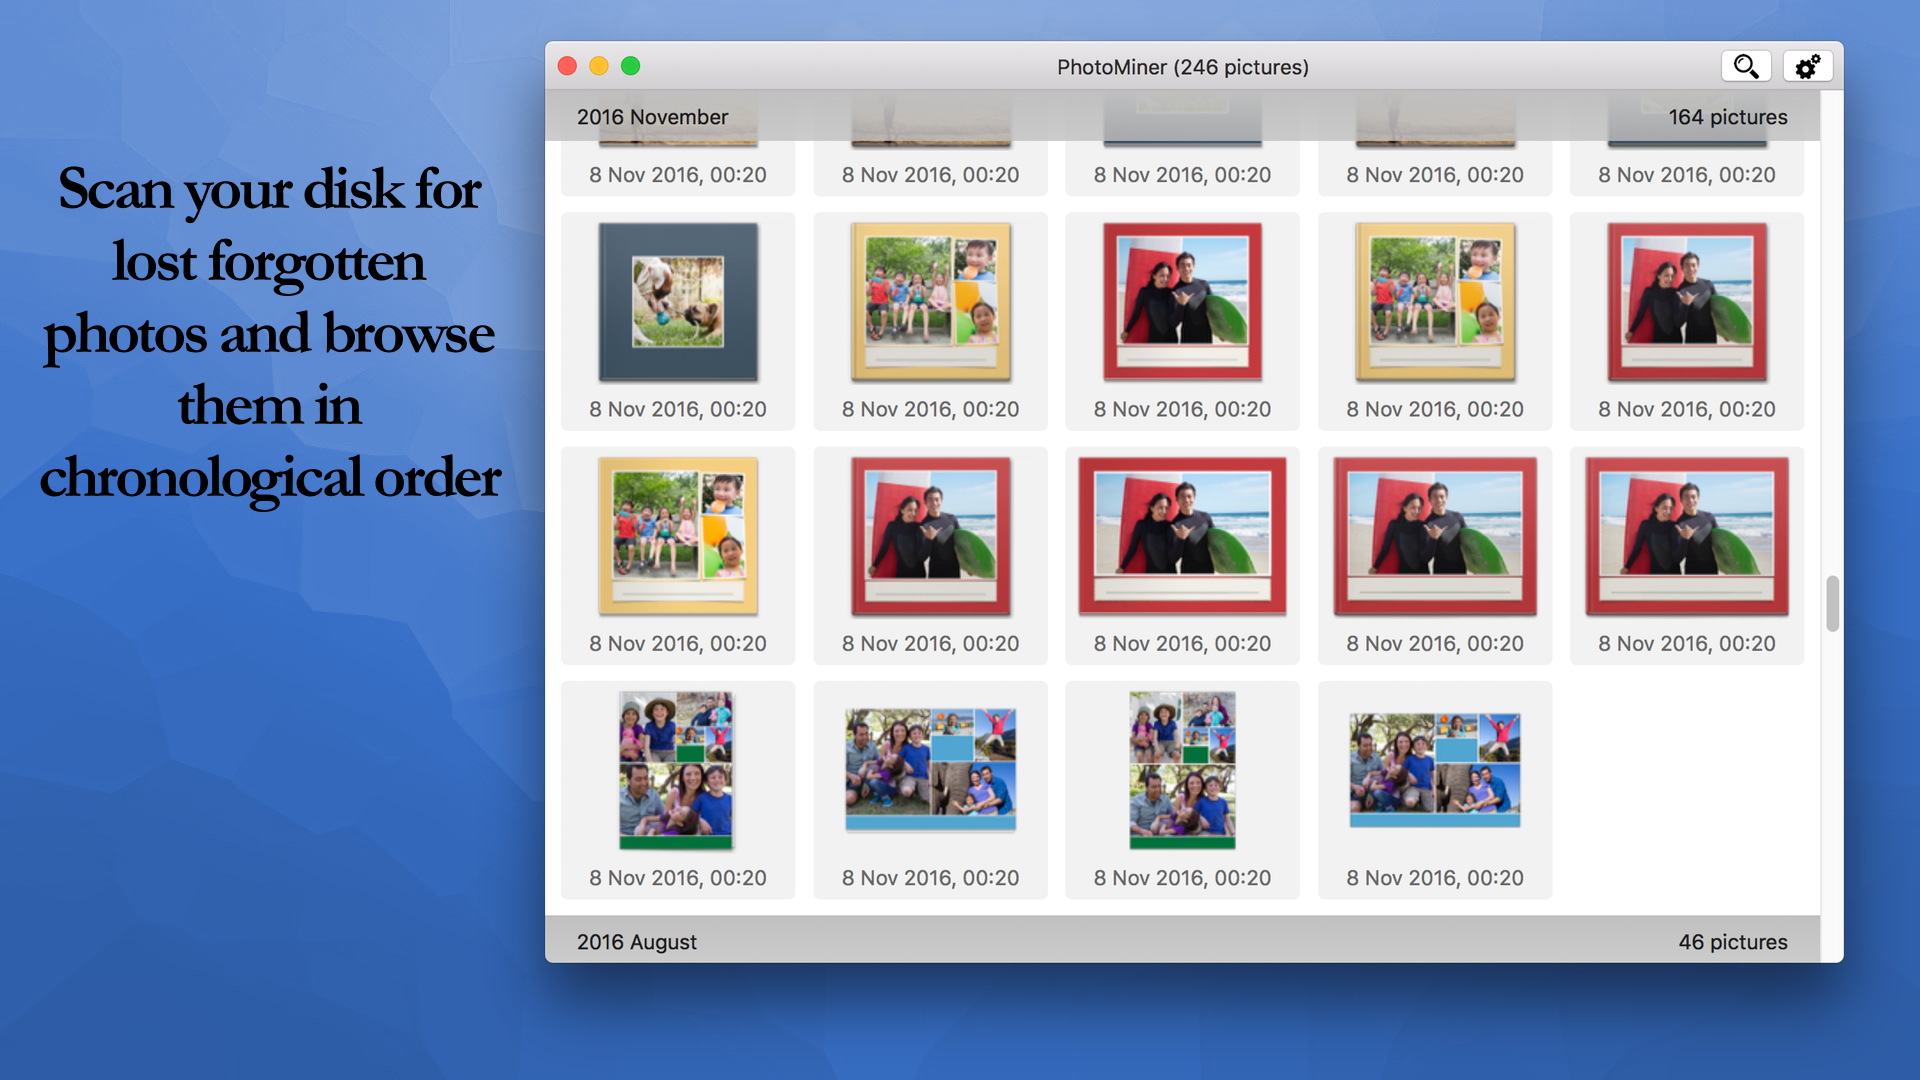 Scan your disk for
lost forgotten
photos and browse
them in
chronological order
PhotoMiner (246 pictures)
2016 November 164 pictures
8 Nov 2016, 00:20 8 Nov 2016, 00:20 8 Nov 2016, 00:20 8 Nov 2016, 00:20 8 Nov 2016, 00:20
8 Nov 2016, 00:20 8 Nov 2016, 00:20 8 Nov 2016, 00:20 8 Nov 2016, 00:20 8 Nov 2016, 00:20
8 Nov 2016, 00:20 8 Nov 2016, 00:20 8 Nov 2016, 00:20 8 Nov 2016, 00:20 8 Nov 2016, 00:20
8 Nov 2016, 00:20 8 Nov 2016, 00:20 8 Nov 2016, 00:20 8 Nov 2016, 00:20
2016 August 46 pictures